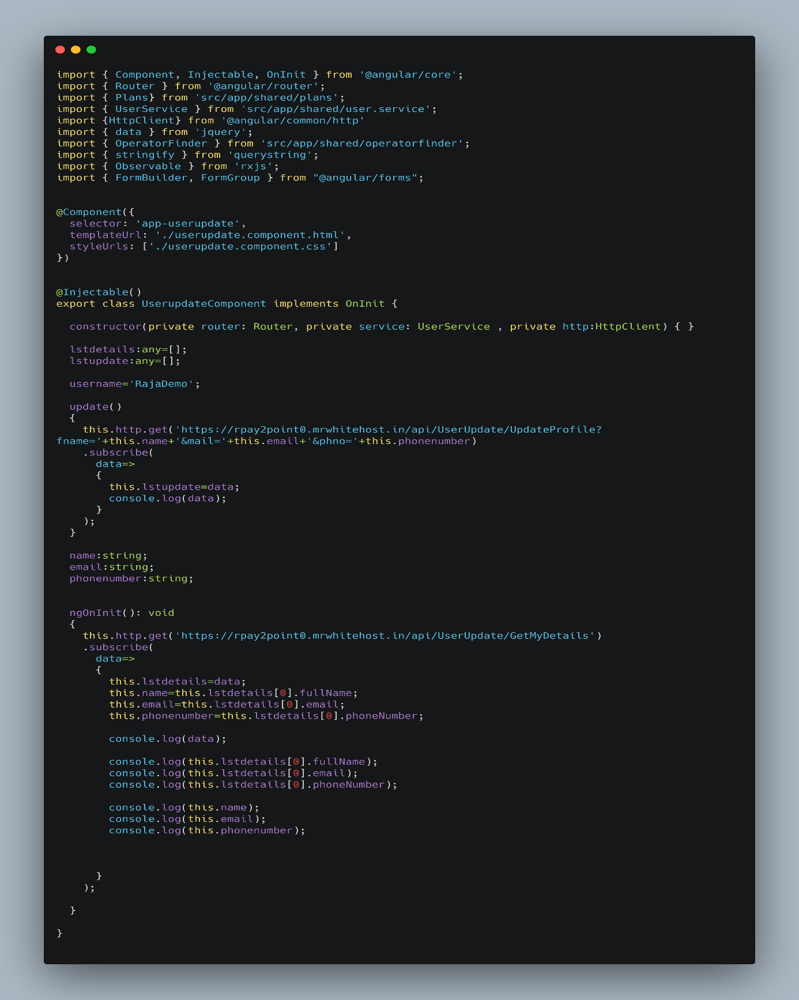 import { Component, Injectable, OnInit } from '@angular/core';
import { Router } from '@angular/router';
import { Plans} from 'src/app/shared/plans';
import { UserService } from 'src/app/shared/user.service';
import {HttpClient} from '@angular/common/http'
import { data } from 'jquery';
import { OperatorFinder } from 'src/app/shared/operatorfinder';
import { stringify } from 'querystring';
import { Observable } from 'rxjs';
import { FormBuilder, FormGroup } from "@angular/forms";
@Component({
selector: 'app-userupdate',
templateUrl: './userupdate.component.html',
styleUrls: ['./userupdate.component.css']
})
@Injectable()
export class UserupdateComponent implements OnInit {
constructor(private router: Router, private service: UserService , private http:HttpClient) { }
lstdetails:any=[];
lstupdate:any=[];
username='RajaDemo';
update()
{
this.http.get('https://rpay2point0.mrwhitehost.in/api/UserUpdate/UpdateProfile?
fname='+this.name+'&mail='+this.email+'&phno='+this.phonenumber)
.subscribe(
data=>
{
this.lstupdate=data;
console.log(data);
}
);
}
name:string;
email:string;
phonenumber:string;
ngOnInit(): void
{
this.http.get('https://rpay2point0.mrwhitehost.in/api/UserUpdate/GetMyDetails')
.subscribe(
data=>
{
this.lstdetails=data;
this.name=this.lstdetails[0].fullName;
this.email=this.lstdetails[0].email;
this.phonenumber=this.lstdetails[0].phoneNumber;
console.log(data);
console.log(this.lstdetails[0].fullName);
console.log(this.lstdetails[0].email);
console.log(this.lstdetails[0].phoneNumber);
console.log(this.name);
console.log(this.email);
console.log(this.phonenumber);
}
);
}
}